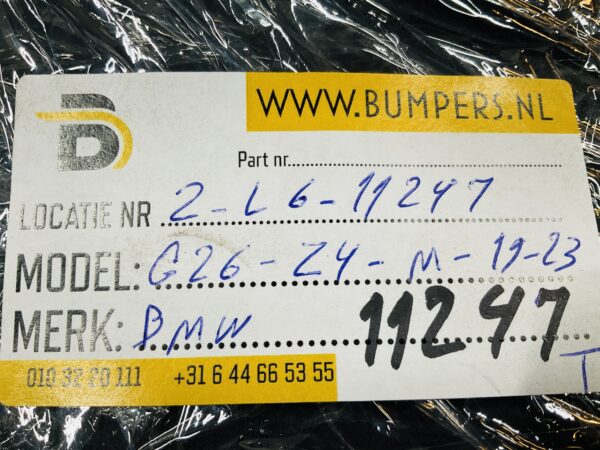 WWW.BUMPERS.NL
B
Part nr.
LOCATIE NR 2-L6-11247
MODEL: G26-Z4-M-19-23
MERK: BMW 11247
010 32 20 111 +31 6 44 66 53 55
T